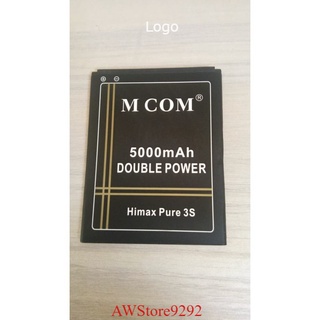 Logo
M COM®
5000mAh
DOUBLE POWER
Himax Pure 3S
AWStore9292